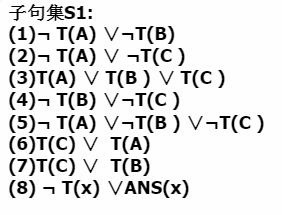 子句集S1:
(1)¬ T(A) ∨¬T(B)
(2)¬ T(A) ∨ ¬T(C )
(3)T(A) ∨ T(B ) ∨ T(C )
(4)¬ T(B) ∨¬T(C )
(5)¬ T(A) ∨¬T(B ) ∨¬T(C )
(6)T(C) ∨ T(A)
(7)T(C) ∨ T(B)
(8) ¬ T(x) ∨ANS(x)